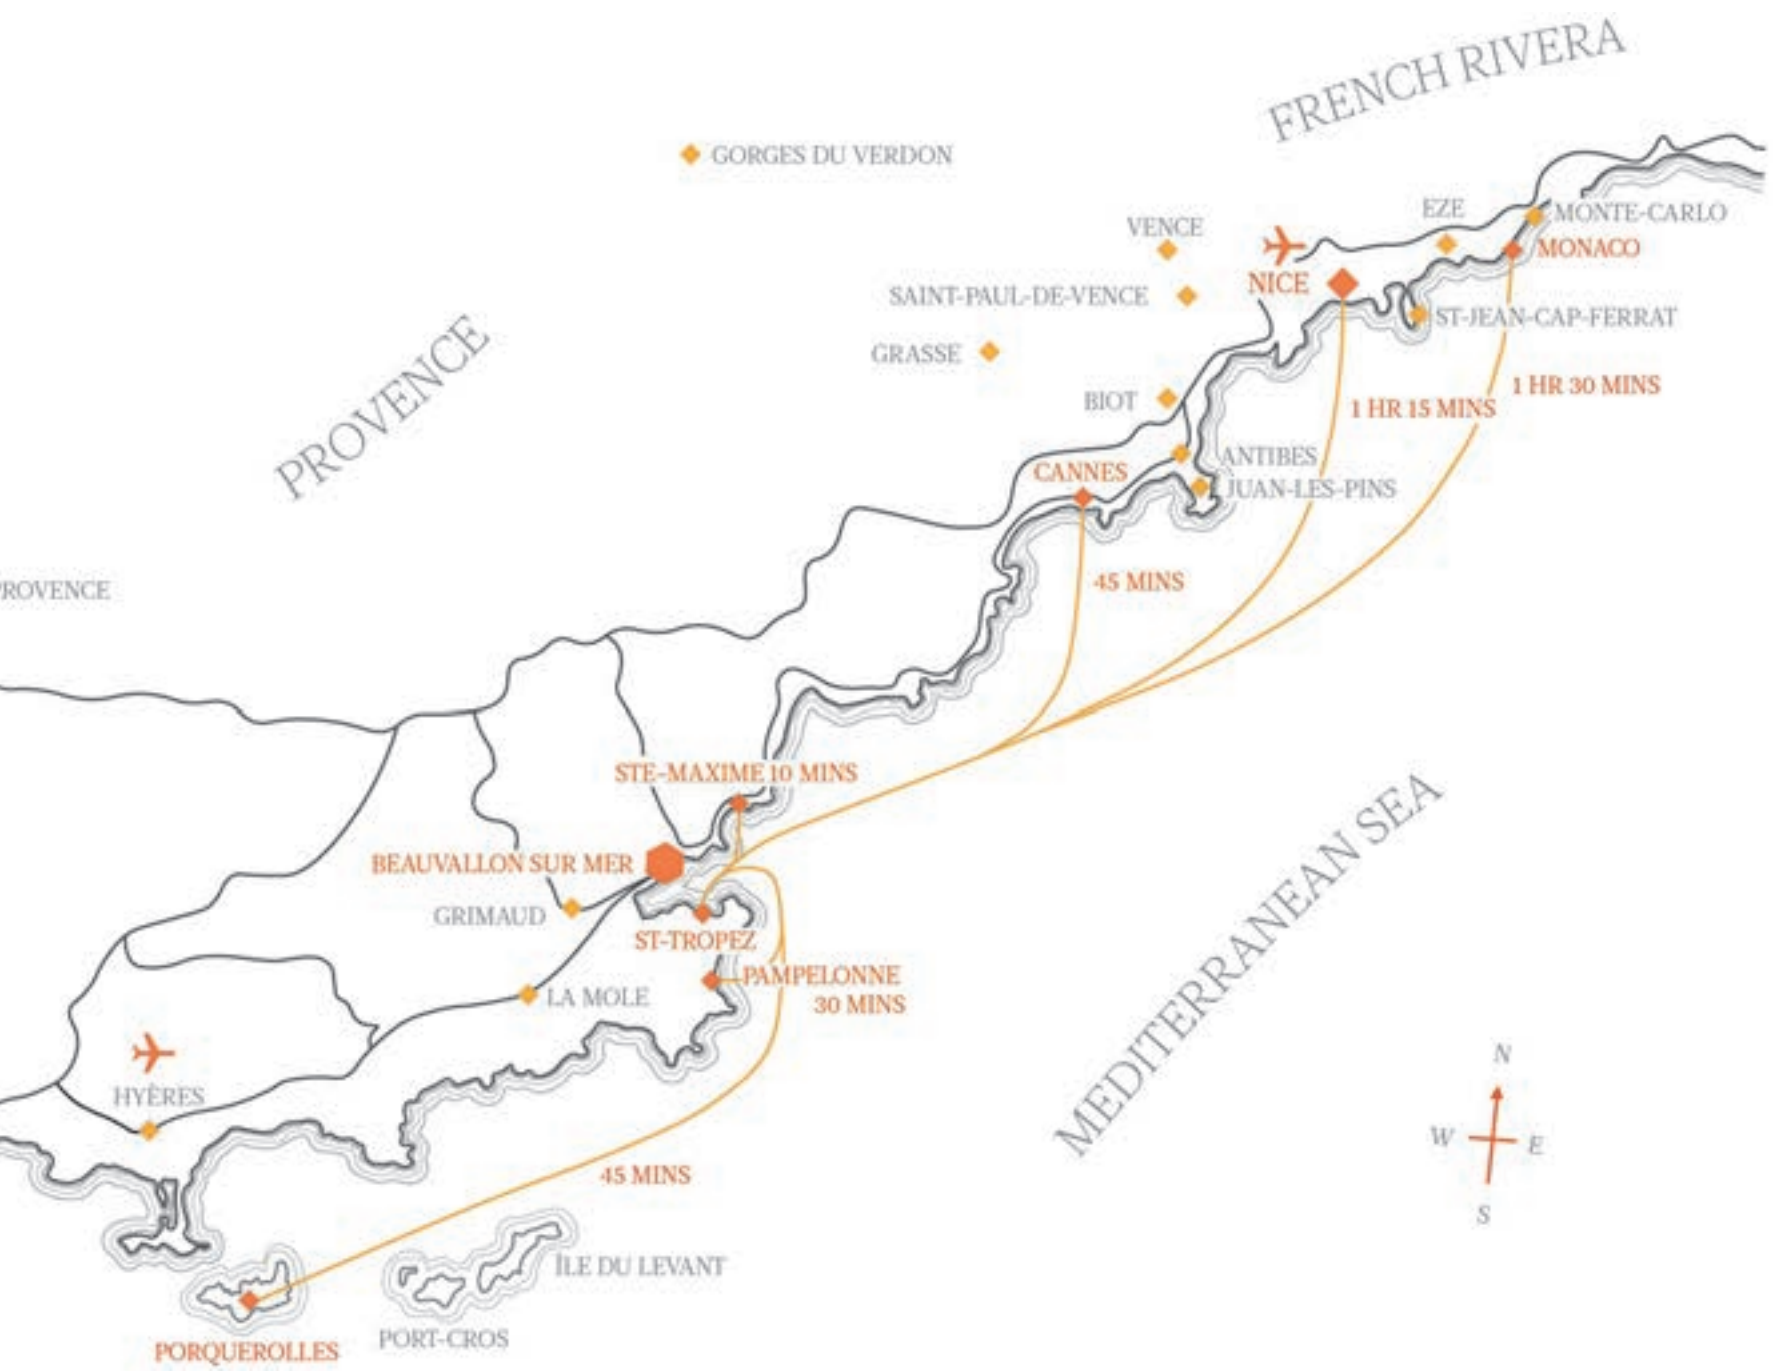 FRENCH RIVERA
GORGES DU VERDON
VENCE
EZE
MONTE-CARLO
MONACO
NICE
SAINT-PAUL-DE-VENCE
ST-JEAN-CAP-FERRAT
GRASSE
PROVENCE
1 HR 30 MINS
BIOT
1 HR 15 MINS
ANTIBES
CANNES
JUAN-LES-PINS
45 MINS
PROVENCE
STE-MAXIME 10 MINS
BEAUVALLON SUR MER
GRIMAUD
ST-TROPEZ
MEDITERRANEAN SEA
PAMPELONNE
30 MINS
LA MOLE
HYÈRES
N
W
E
S
45 MINS
ÎLE DU LEVANT
PORT-CROS
PORQUEROLLES